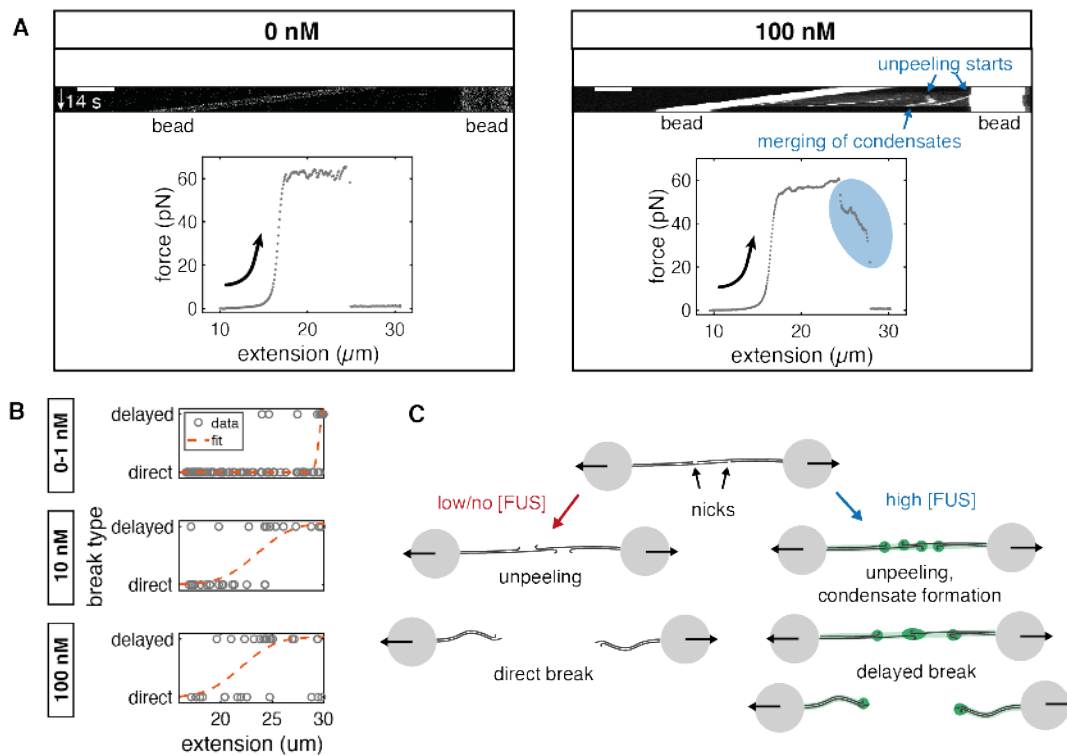 A
0 nM
14 s
bead
bead
force (pN)
60
40
20
0
10
20
30
extension (µm)
100 nM
unpeeling starts
bead
bead
merging of condensates
force (pN)
60
40
20
0
10
20
30
extension (µm)
B
break type
0-1 nM
delayed
direct
data
fit
10 nM
delayed
direct
100 nM
delayed
direct
20
25
30
extension (um)
C
nicks
low/no [FUS]
high [FUS]
unpeeling
unpeeling,
condensate formation
direct break
delayed break